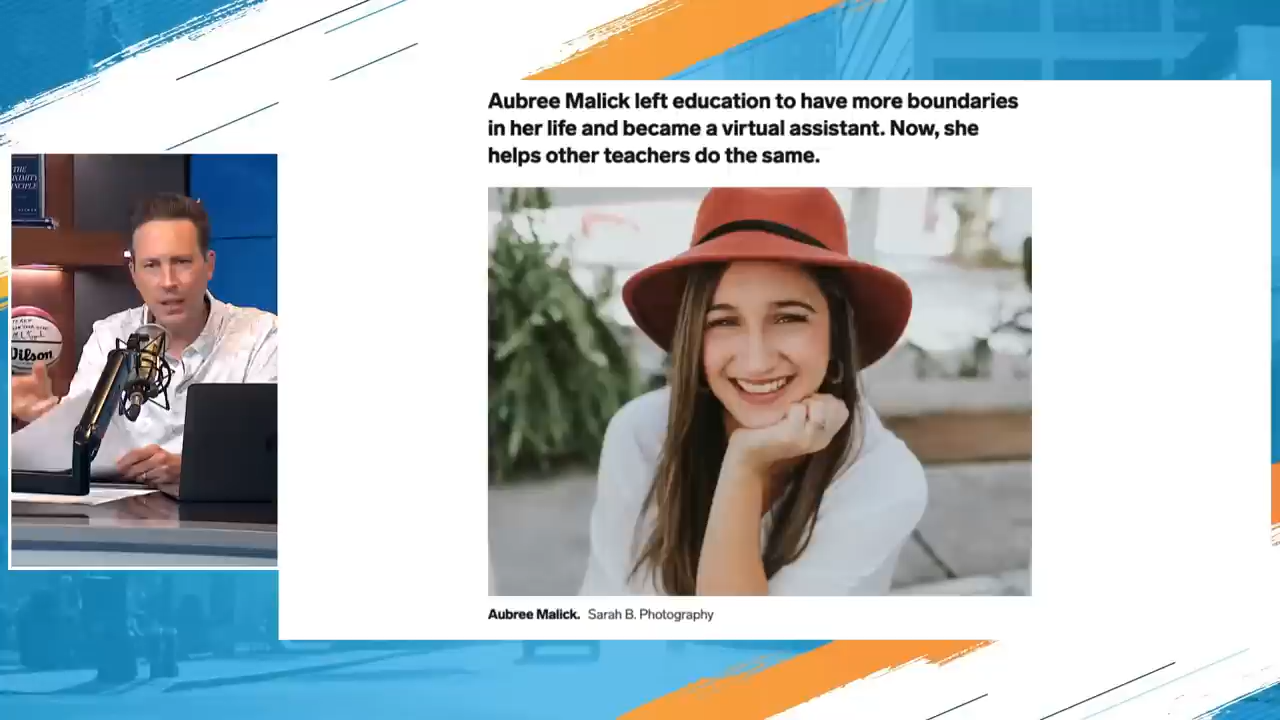 Aubree Malick left education to have more boundaries
in her life and became a virtual assistant. Now, she
helps other teachers do the same.
THE
Wilson
Aubree Malick. Sarah B. Photography